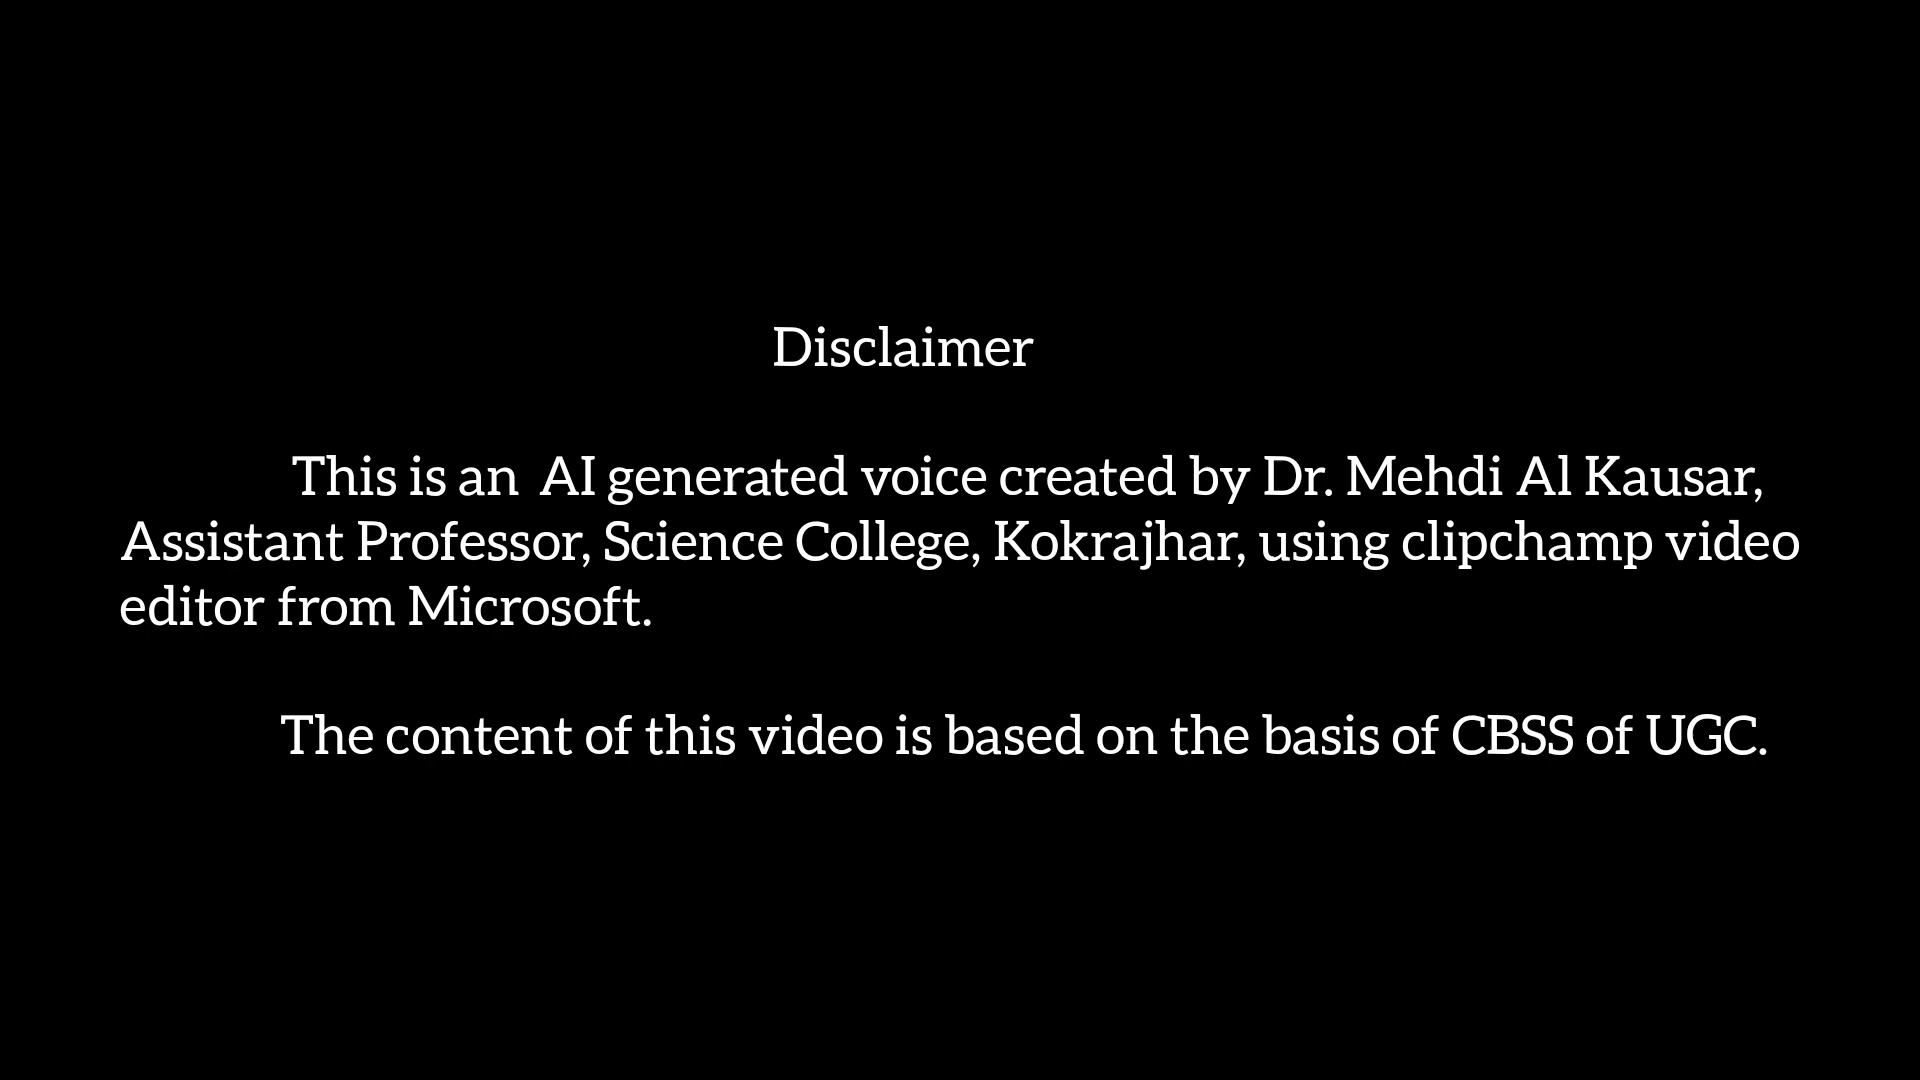 Disclaimer
This is an AI generated voice created by Dr. Mehdi Al Kausar,
Assistant Professor, Science College, Kokrajhar, using clipchamp video
editor from Microsoft.
The content of this video is based on the basis of CBSS of UGC.